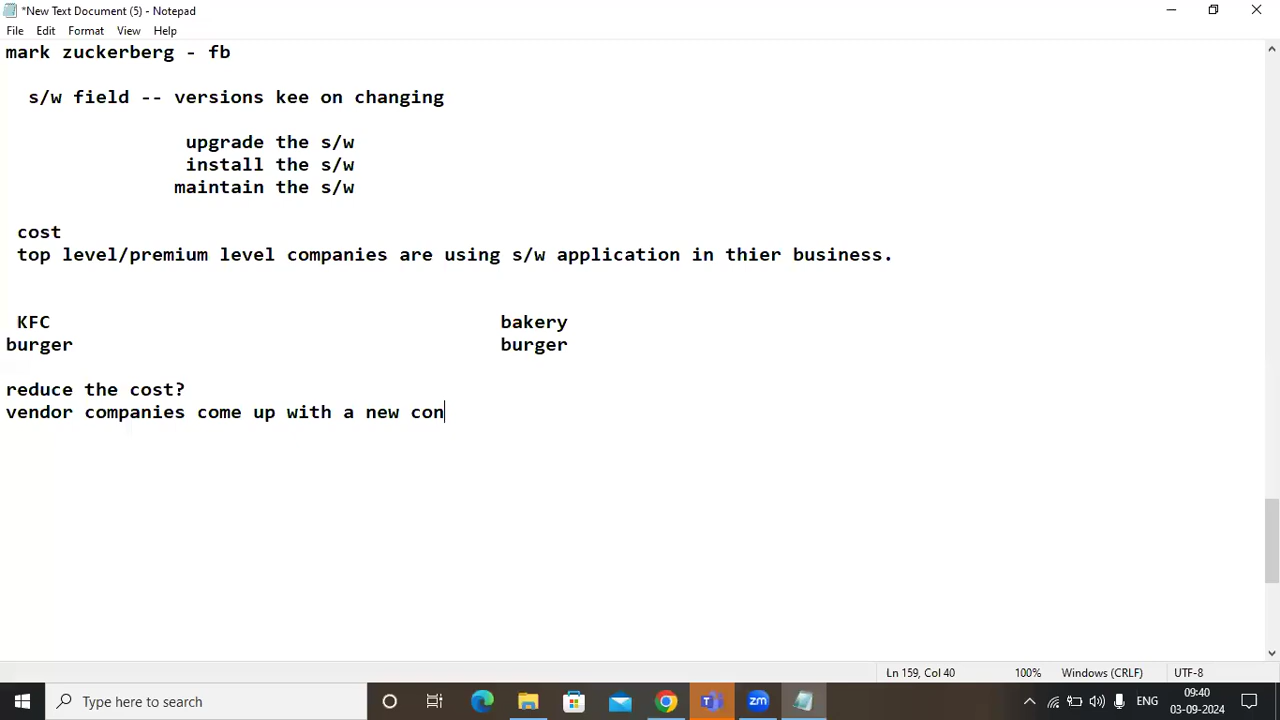 *New Text Document (5) - Notepad
File Edit Format View Help
mark zuckerberg - fb
s/w field -- versions kee on changing
upgrade the s/w
install the s/w
maintain the s/w
cost
top level/premium level companies are using s/w application in thier business.
KFC bakery
burger burger
reduce the cost?
vendor companies come up with a new con
Ln 159, Col 40 100% Windows (CRLF) UTF-8
Type here to search
zm
ENG
09:40
03-09-2024